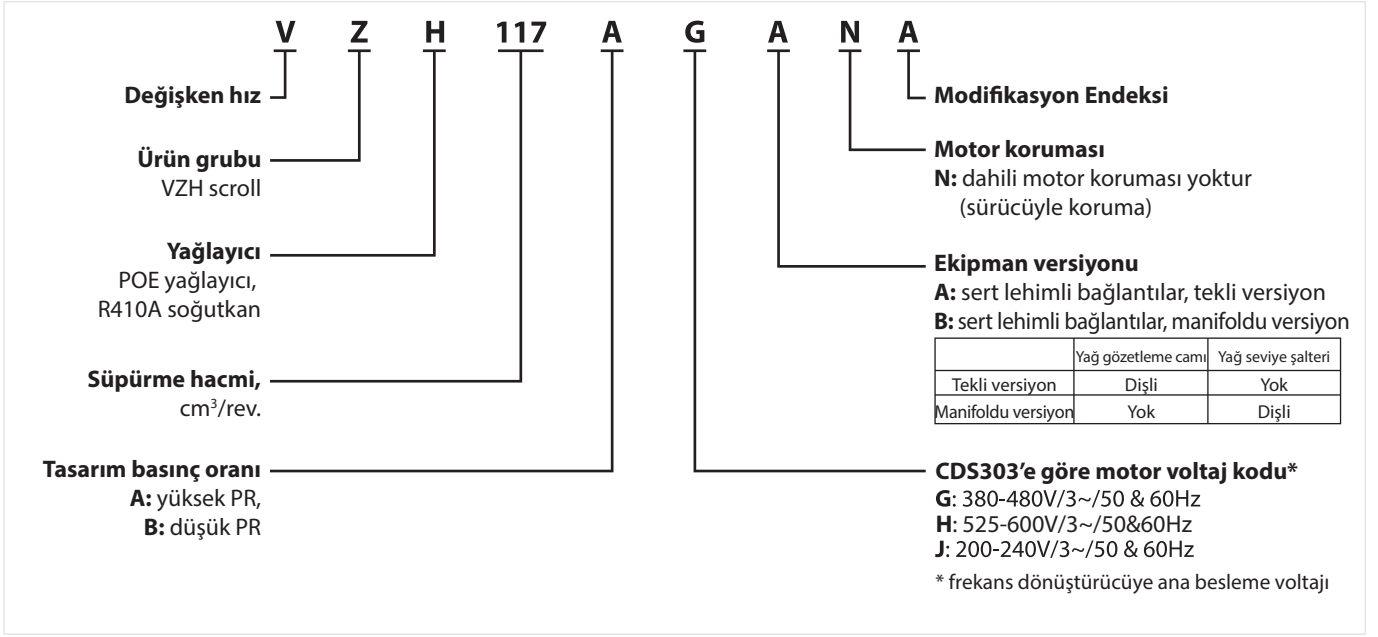 V Z H 117 A G A N A
Değişken hız
Ürün grubu
VZH scroll
Yağlayıcı
POE yağlayıcı,
R410A soğutkan
Süpürme hacmi,
cm³/rev.
Tasarım basınç oranı
A: yüksek PR,
B: düşük PR
Modifikasyon Endeksi
Motor koruması
N: dahili motor koruması yoktur
(sürücüyle koruma)
Ekipman versiyonu
A: sert lehimli bağlantılar, tekli versiyon
B: sert lehimli bağlantılar, manifoldu versiyon
Yağ gözetleme camı Yağ seviye şalteri
Tekli versiyon Dişli Yok
Manifoldu versiyon Yok Dişli
CDS303’e göre motor voltaj kodu*
G: 380-480V/3~/50 & 60Hz
H: 525-600V/3~/50&60Hz
J: 200-240V/3~/50 & 60Hz
* frekans dönüştürücüye ana besleme voltajı